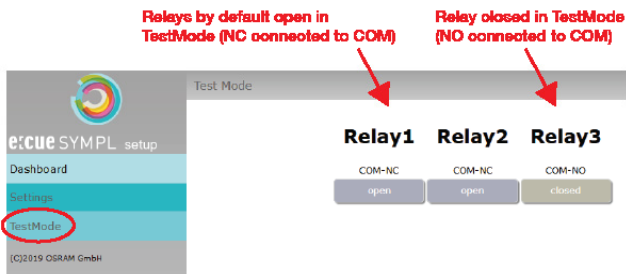 Relays by default open in
TestMode (NC connected to COM)
Relay closed in TestMode
(NO connected to COM)
Test Mode
e:cue SYMPL setup
Dashboard
Settings
TestMode
(C)2019 OSRAM GmbH
Relay1 Relay2 Relay3
COM-NC COM-NC COM-NO
open open closed